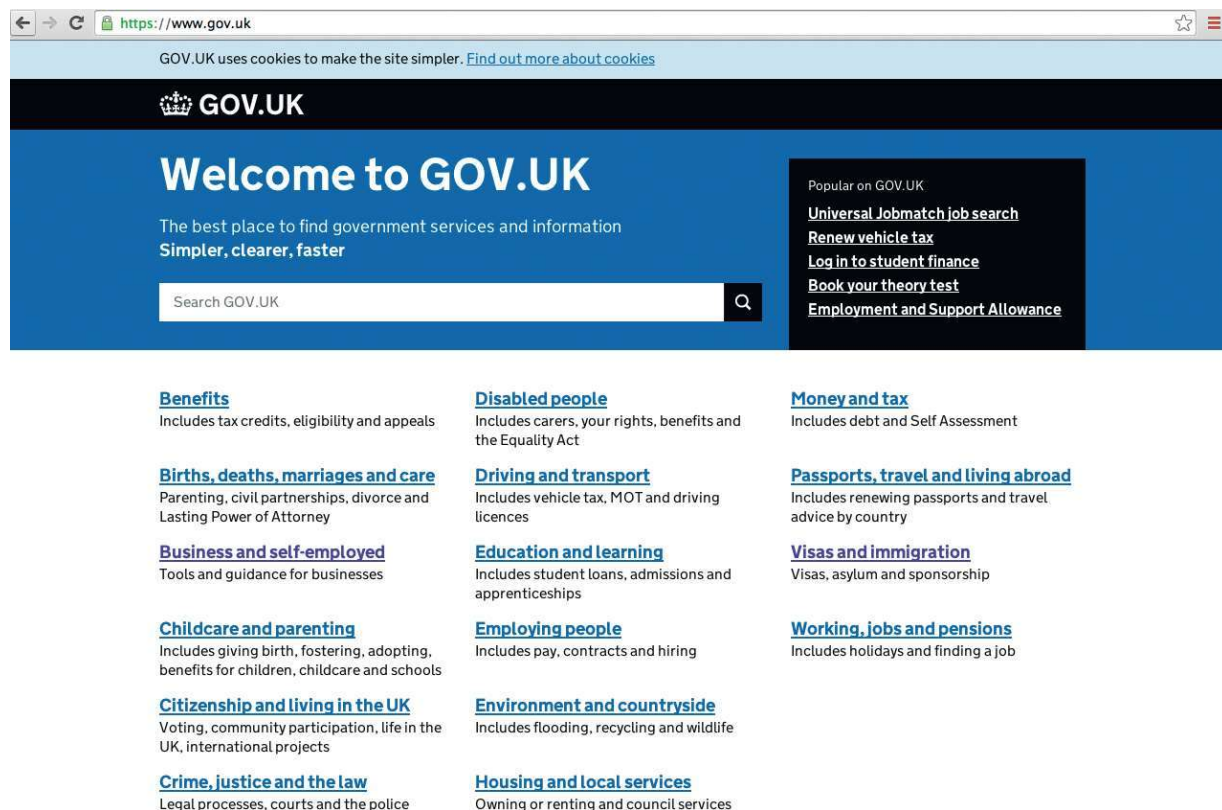 https://www.gov.uk
GOV.UK uses cookies to make the site simpler. Find out more about cookies
GOV.UK
Welcome to GOV.UK
The best place to find government services and information
Simpler, clearer, faster
Search GOV.UK
Popular on GOV.UK
Universal Jobmatch job search
Renew vehicle tax
Log in to student finance
Book your theory test
Employment and Support Allowance
Benefits
Includes tax credits, eligibility and appeals
Births, deaths, marriages and care
Parenting, civil partnerships, divorce and
Lasting Power of Attorney
Business and self-employed
Tools and guidance for businesses
Childcare and parenting
Includes giving birth, fostering, adopting,
benefits for children, childcare and schools
Citizenship and living in the UK
Voting, community participation, life in the
UK, international projects
Crime, justice and the law
Legal processes, courts and the police
Disabled people
Includes carers, your rights, benefits and
the Equality Act
Driving and transport
Includes vehicle tax, MOT and driving
licences
Education and learning
Includes student loans, admissions and
apprenticeships
Employing people
Includes pay, contracts and hiring
Environment and countryside
Includes flooding, recycling and wildlife
Housing and local services
Owning or renting and council services
Money and tax
Includes debt and Self Assessment
Passports, travel and living abroad
Includes renewing passports and travel
advice by country
Visas and immigration
Visas, asylum and sponsorship
Working, jobs and pensions
Includes holidays and finding a job